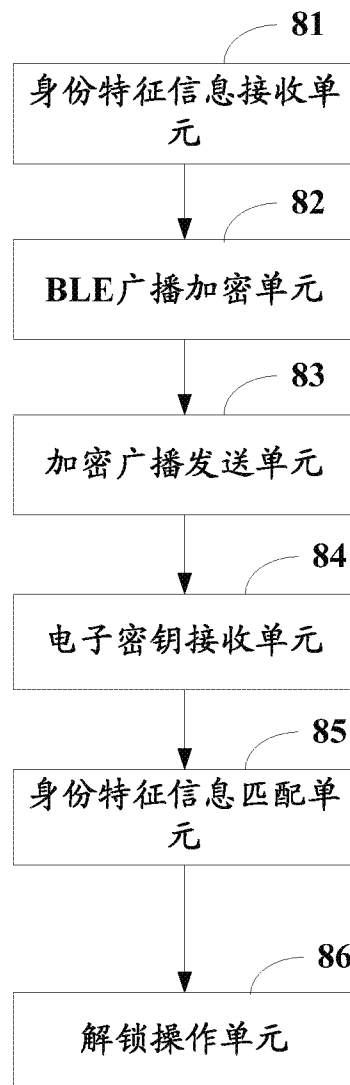 81
身份特征信息接收单
元
82
BLE广播加密单元
83
加密广播发送单元
84
电子密钥接收单元
85
身份特征信息匹配单
元
86
解锁操作单元